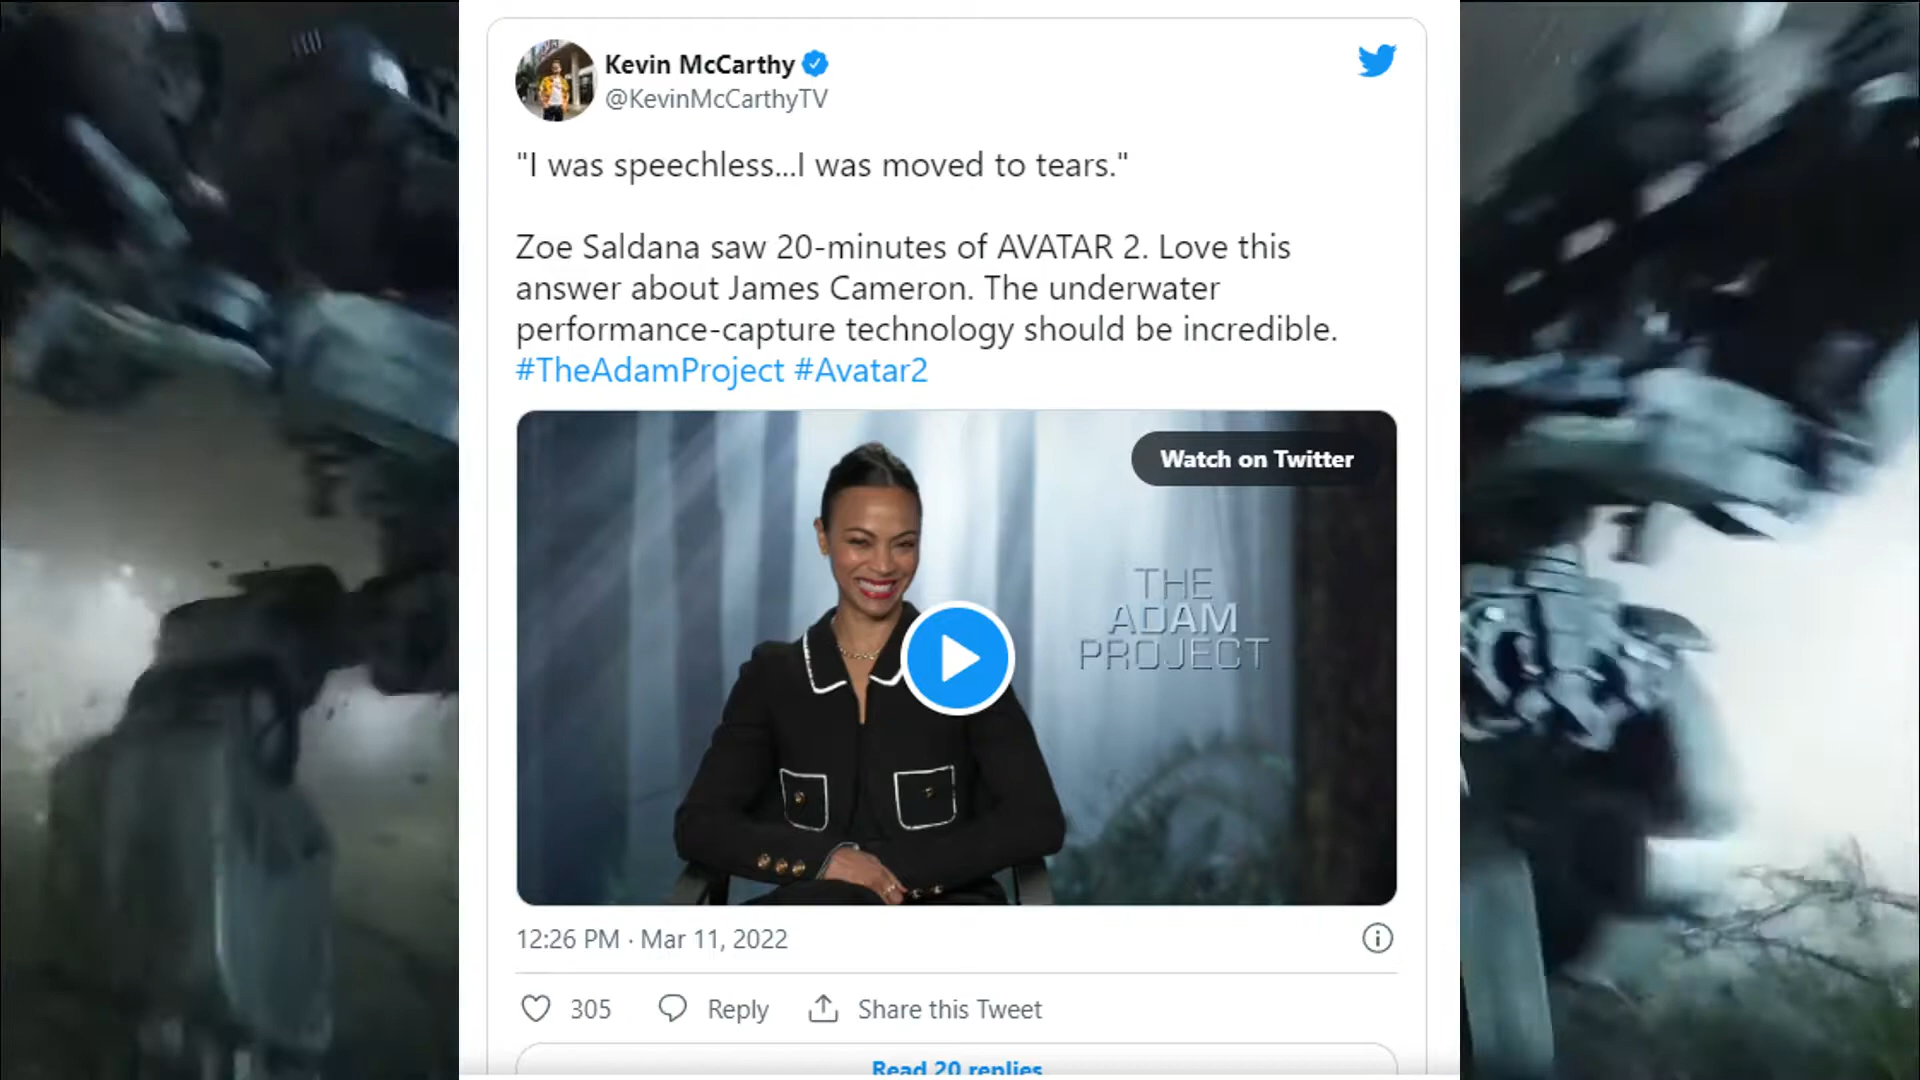 Kevin McCarthy
@KevinMcCarthyTV
"I was speechless...I was moved to tears."
Zoe Saldana saw 20-minutes of AVATAR 2. Love this
answer about James Cameron. The underwater
performance-capture technology should be incredible.
#TheAdamProject #Avatar2
Watch on Twitter
THE
ADAM
PROJECT
12:26 PM · Mar 11, 2022
305 Reply Share this Tweet
Read 20 replies